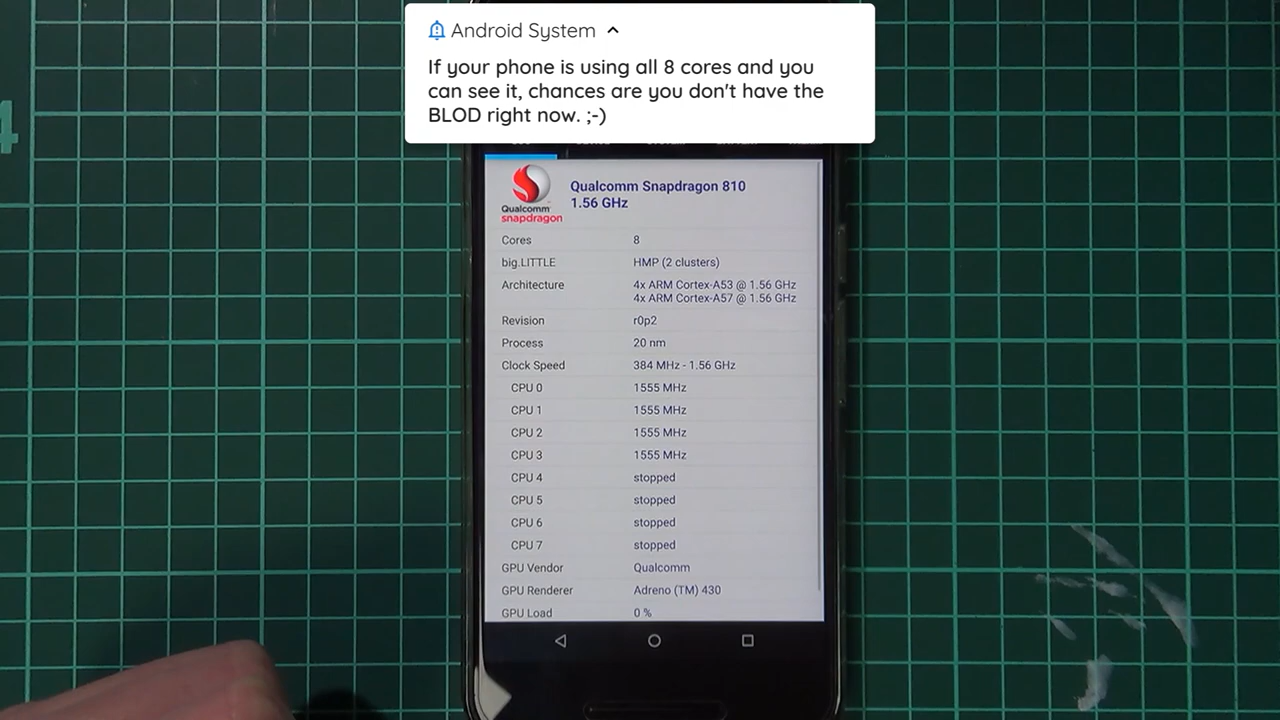 Android System
If your phone is using all 8 cores and you
can see it, chances are you don't have the
BLOD right now. ;-)
Qualcomm Snapdragon 810
1.56 GHz
Qualcomm
snapdragon
Cores 8
big.LITTLE HMP (2 clusters)
Architecture 4x ARM Cortex-A53 @ 1.56 GHz
4x ARM Cortex-A57 @ 1.56 GHz
Revision r0p2
Process 20 nm
Clock Speed 384 MHz - 1.56 GHz
CPU 0 1555 MHz
CPU 1 1555 MHz
CPU 2 1555 MHz
CPU 3 1555 MHz
CPU 4 stopped
CPU 5 stopped
CPU 6 stopped
CPU 7 stopped
GPU Vendor Qualcomm
GPU Renderer Adreno (TM) 430
GPU Load 0 %
4